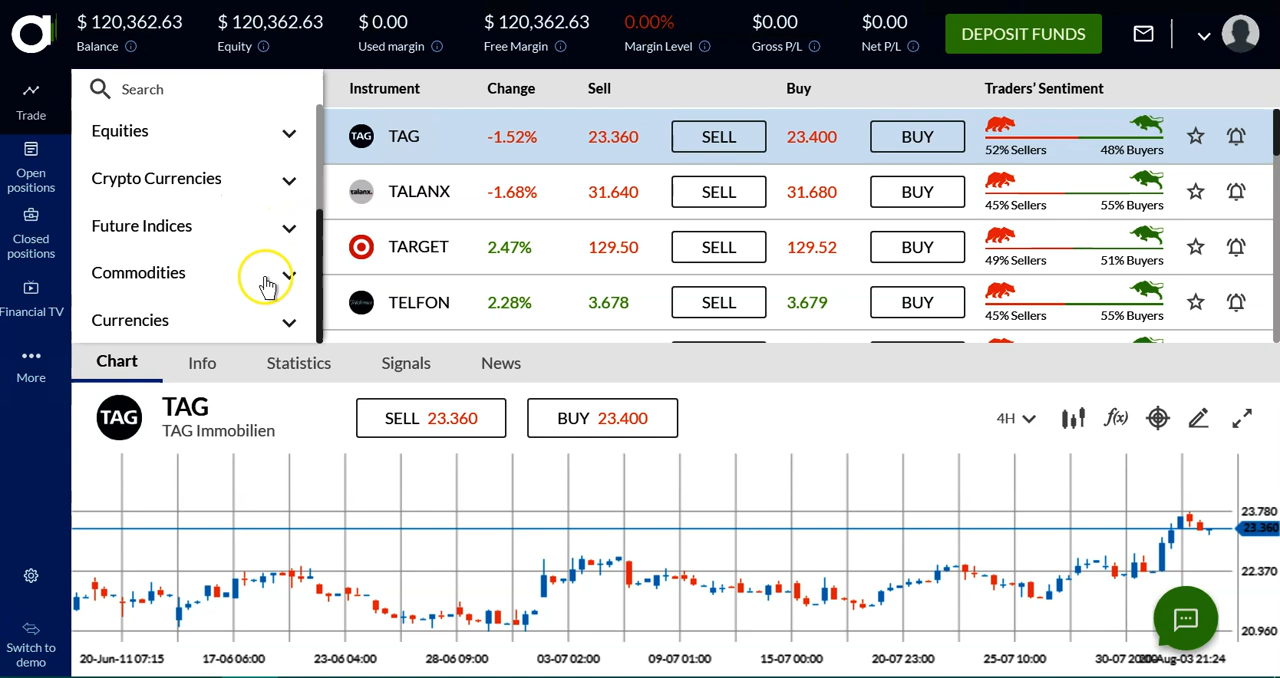 $ 120,362.63 $ 120,362.63 $ 0.00 $ 120,362.63 0.00% $0.00 $0.00 DEPOSIT FUNDS
Balance Equity Used margin Free Margin Margin Level Gross P/L Net P/L
Trade
Open positions
Closed positions
Financial TV
More
Switch to demo
Search
Equities
Crypto Currencies
Future Indices
Commodities
Currencies
Instrument Change Sell Buy Traders' Sentiment
TAG TAG -1.52% 23.360 SELL 23.400 BUY 52% Sellers 48% Buyers
talanx. TALANX -1.68% 31.640 SELL 31.680 BUY 45% Sellers 55% Buyers
TARGET 2.47% 129.50 SELL 129.52 BUY 49% Sellers 51% Buyers
TELFON 2.28% 3.678 SELL 3.679 BUY 45% Sellers 55% Buyers
Chart Info Statistics Signals News
TAG TAG SELL 23.360 BUY 23.400 4H f(x)
TAG Immobilien
23.780
23.360
22.370
20.960
20-Jun-11 07:15 17-06 06:00 23-06 04:00 28-06 09:00 03-07 02:00 09-07 01:00 15-07 00:00 20-07 23:00 25-07 10:00 30-07 Aug-03 21:24